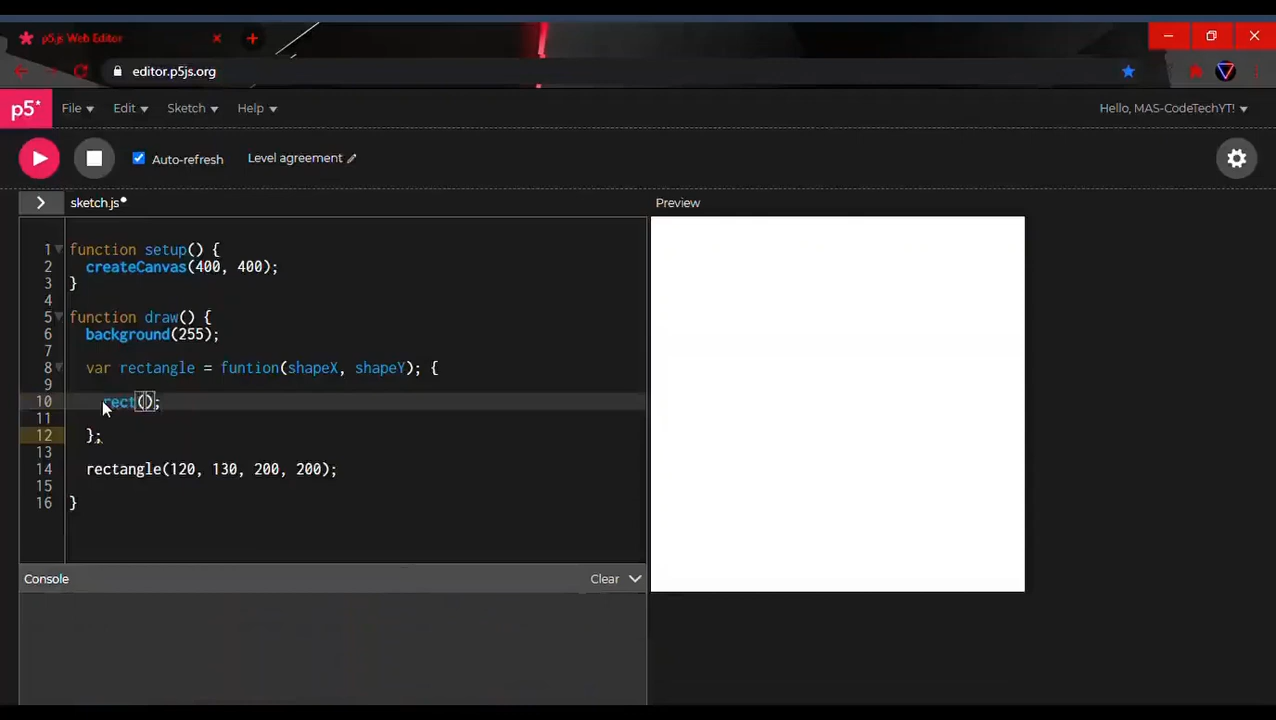 p5.js Web Editor
editor.p5js.org
p5* File Edit Sketch Help Hello, MAS-CodeTechYT!
Auto-refresh Level agreement
sketch.js Preview
1 function setup() {
2 createCanvas(400, 400);
3 }
4
5 function draw() {
6 background(255);
7
8 var rectangle = funtion(shapeX, shapeY); {
9
10 rect();
11
12 };
13
14 rectangle(120, 130, 200, 200);
15
16 }
Console Clear